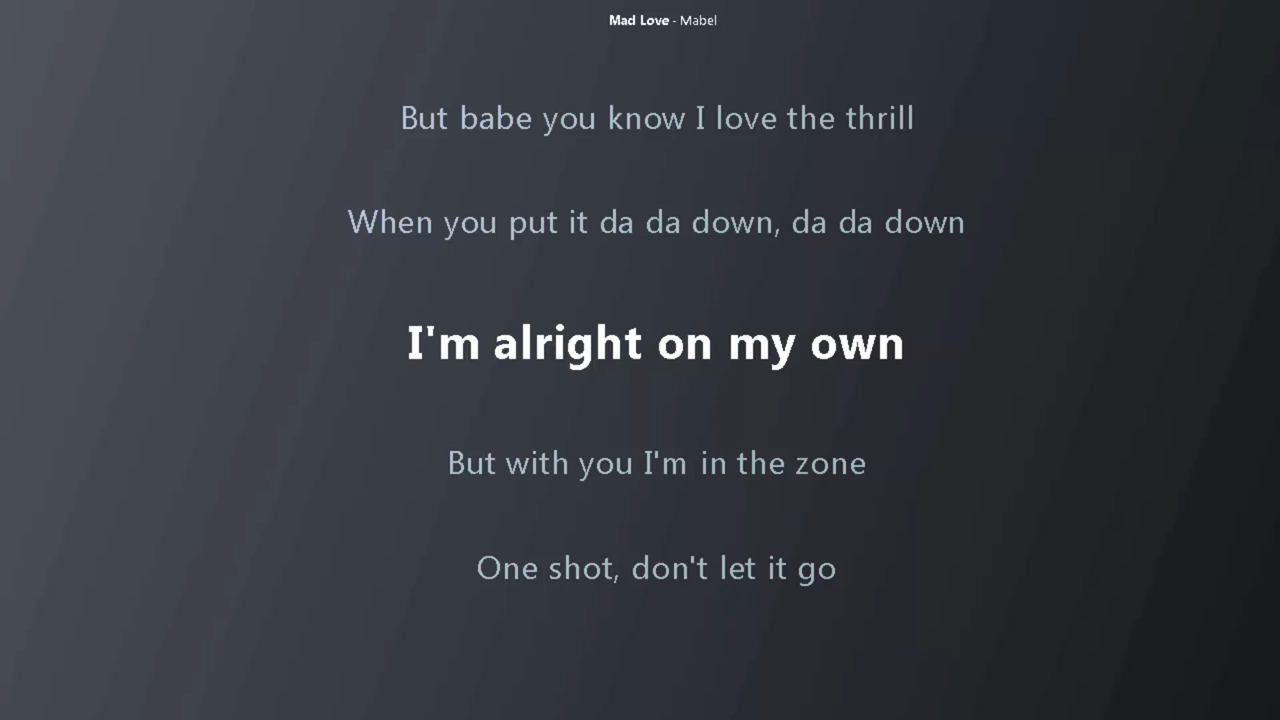 Mad Love - Mabel
But babe you know I love the thrill
When you put it da da down, da da down
I'm alright on my own
But with you I'm in the zone
One shot, don't let it go